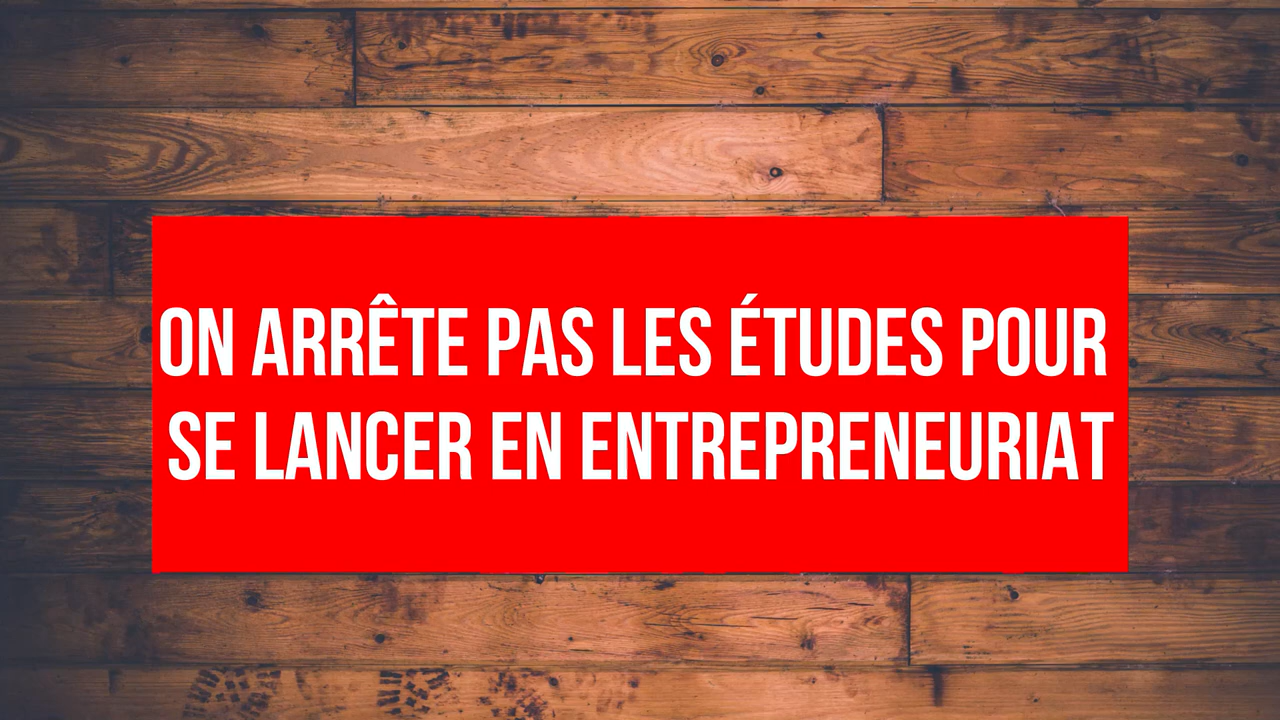 ON ARRÊTE PAS LES ÉTUDES POUR
SE LANCER EN ENTREPRENEURIAT